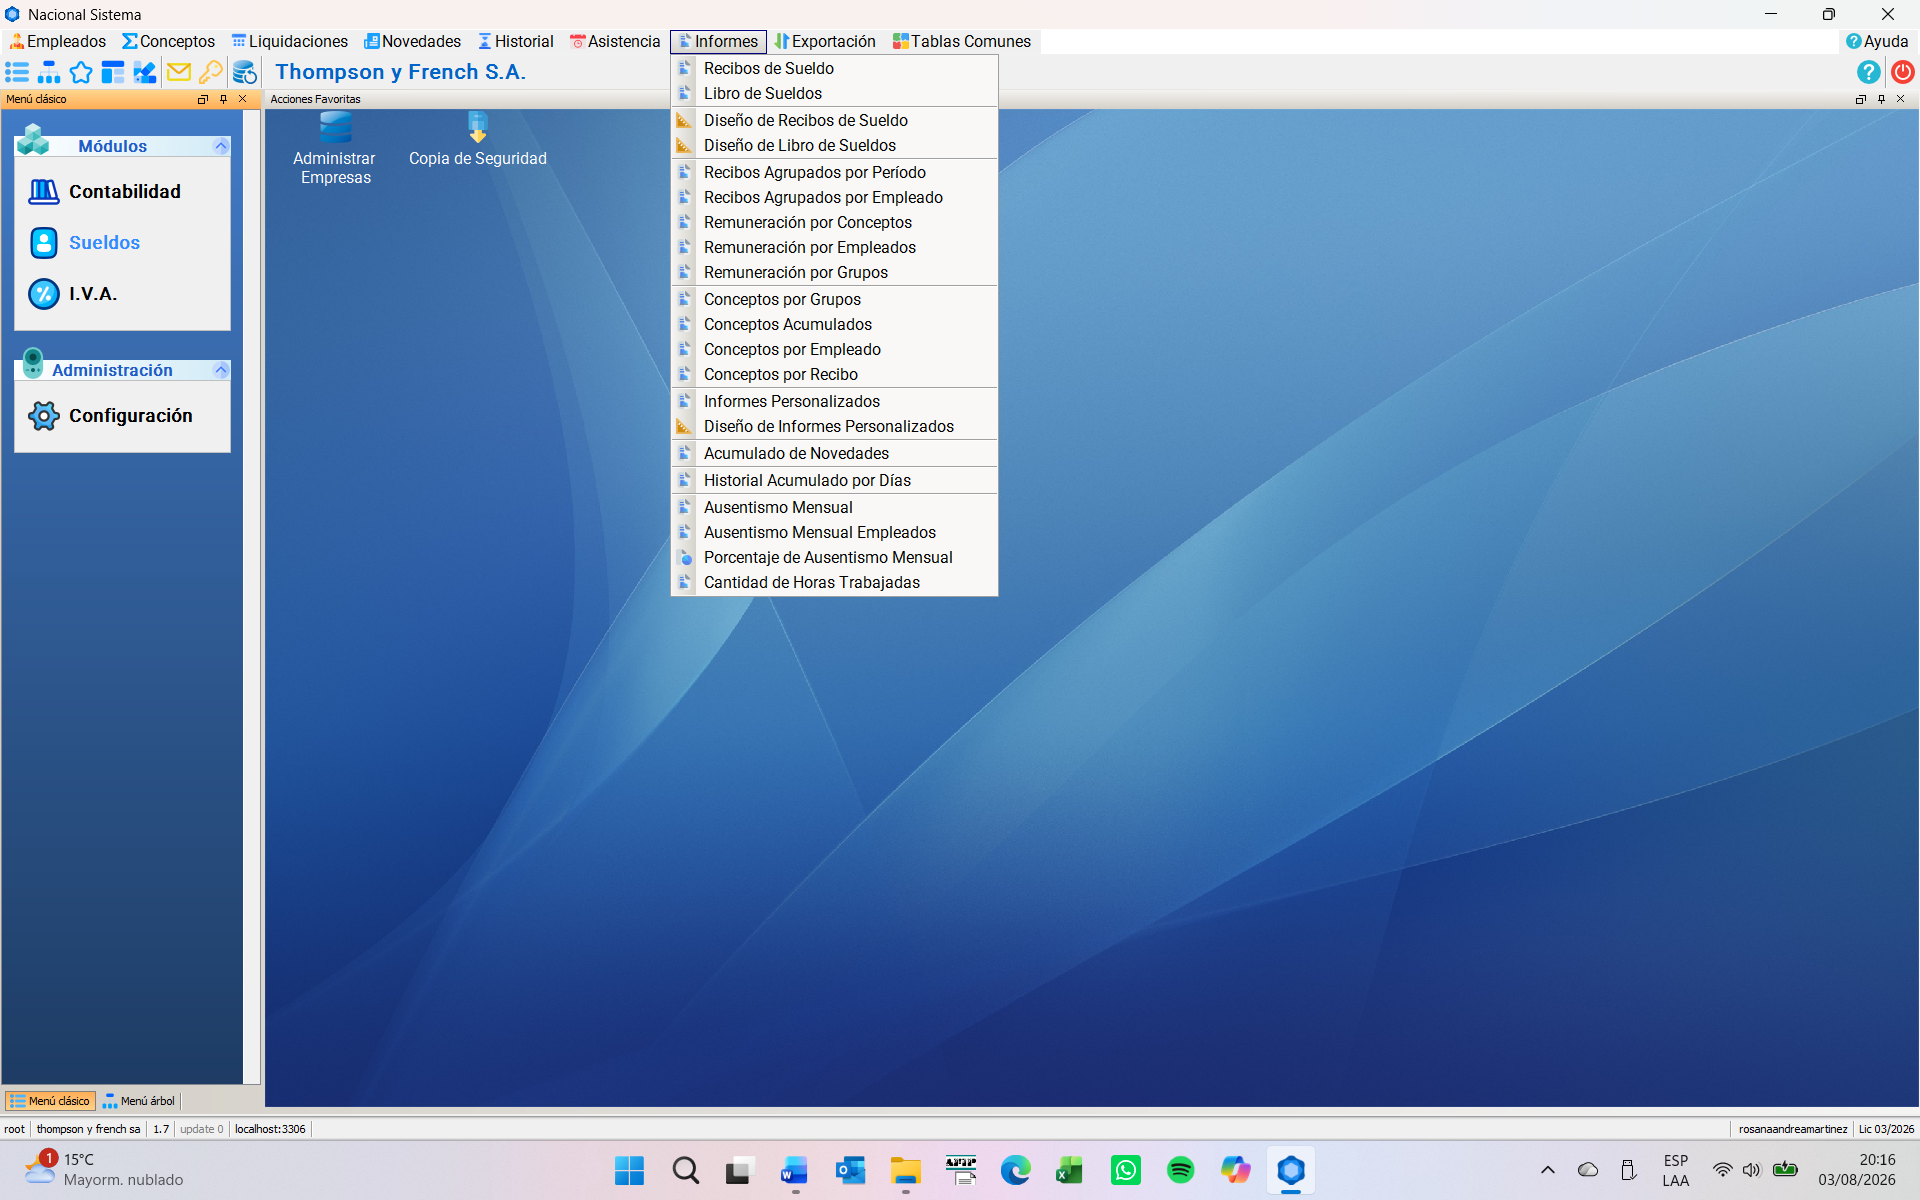 Nacional Sistema
Empleados Conceptos Liquidaciones Novedades Historial Asistencia Informes Exportación Tablas Comunes Ayuda
Thompson y French S.A.
Menú clásico
Acciones Favoritas
Módulos
Contabilidad
Sueldos
I.V.A.
Administración
Configuración
Administrar
Empresas
Copia de Seguridad
Recibos de Sueldo
Libro de Sueldos
Diseño de Recibos de Sueldo
Diseño de Libro de Sueldos
Recibos Agrupados por Período
Recibos Agrupados por Empleado
Remuneración por Conceptos
Remuneración por Empleados
Remuneración por Grupos
Conceptos por Grupos
Conceptos Acumulados
Conceptos por Empleado
Conceptos por Recibo
Informes Personalizados
Diseño de Informes Personalizados
Acumulado de Novedades
Historial Acumulado por Días
Ausentismo Mensual
Ausentismo Mensual Empleados
Porcentaje de Ausentismo Mensual
Cantidad de Horas Trabajadas
Menú clásico Menú árbol
root thompson y french sa 1.7 update 0 localhost:3306 rosanaandreamartinez Lic 03/2026
1
15°C
Mayorm. nublado
AFIP
ESP
LAA
20:16
03/08/2026